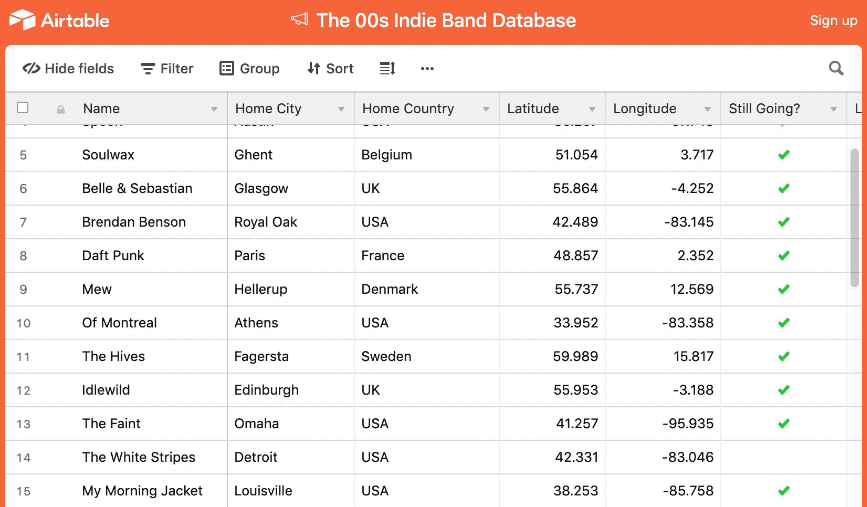 Airtable
The 00s Indie Band Database
Sign up
Hide fields Filter Group Sort
Name Home City Home Country Latitude Longitude Still Going? L
5 Soulwax Ghent Belgium 51.054 3.717
6 Belle & Sebastian Glasgow UK 55.864 -4.252
7 Brendan Benson Royal Oak USA 42.489 -83.145
8 Daft Punk Paris France 48.857 2.352
9 Mew Hellerup Denmark 55.737 12.569
10 Of Montreal Athens USA 33.952 -83.358
11 The Hives Fagersta Sweden 59.989 15.817
12 Idlewild Edinburgh UK 55.953 -3.188
13 The Faint Omaha USA 41.257 -95.935
14 The White Stripes Detroit USA 42.331 -83.046
15 My Morning Jacket Louisville USA 38.253 -85.758